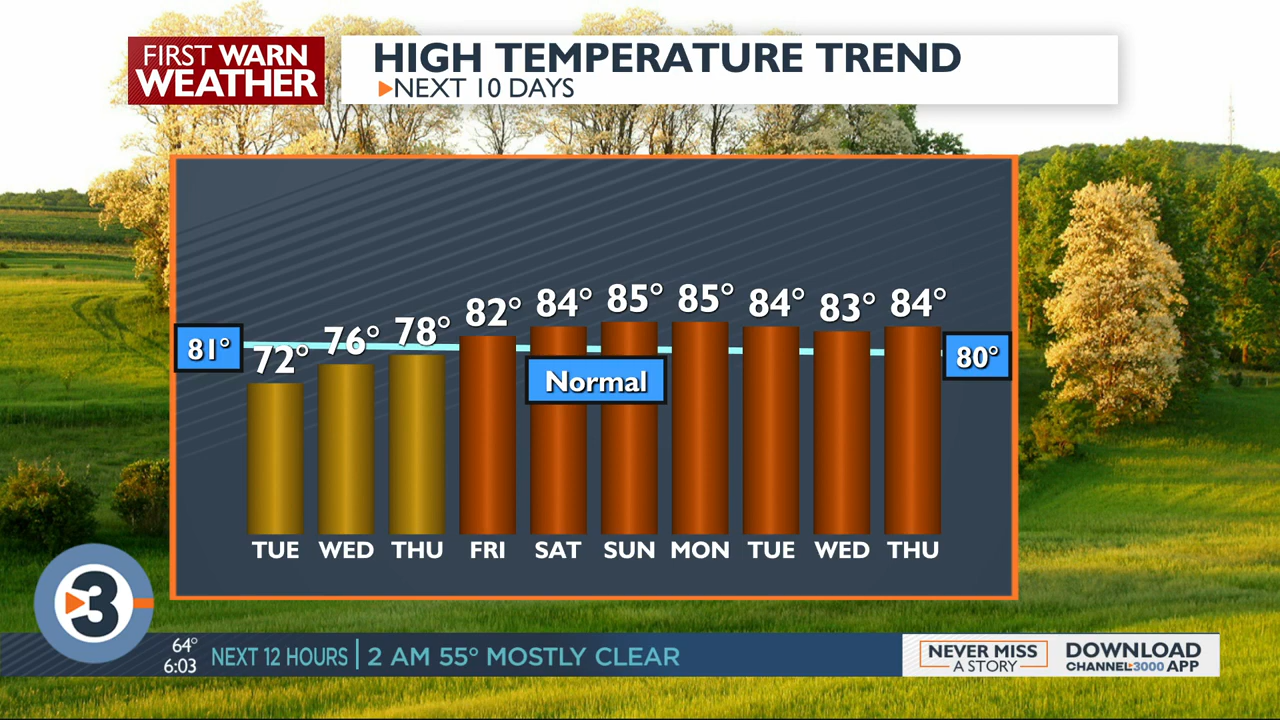 FIRST WARN
WEATHER
HIGH TEMPERATURE TREND
NEXT 10 DAYS
81° 72° 76° 78° 82° 84° 85° 85° 84° 83° 84° 80°
Normal
TUE WED THU FRI SAT SUN MON TUE WED THU
3
64°
6:03
NEXT 12 HOURS 2 AM 55° MOSTLY CLEAR
NEVER MISS
A STORY
DOWNLOAD
CHANNEL3000 APP